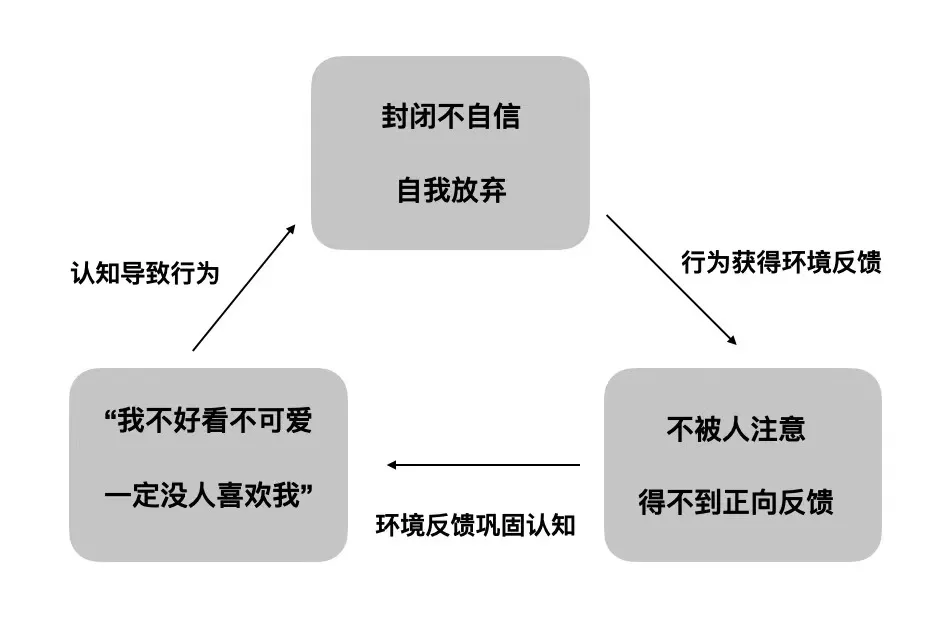 封闭不自信
自我放弃
认知导致行为
行为获得环境反馈
“我不好看不可爱
一定没人喜欢我”
不被人注意
得不到正向反馈
环境反馈巩固认知